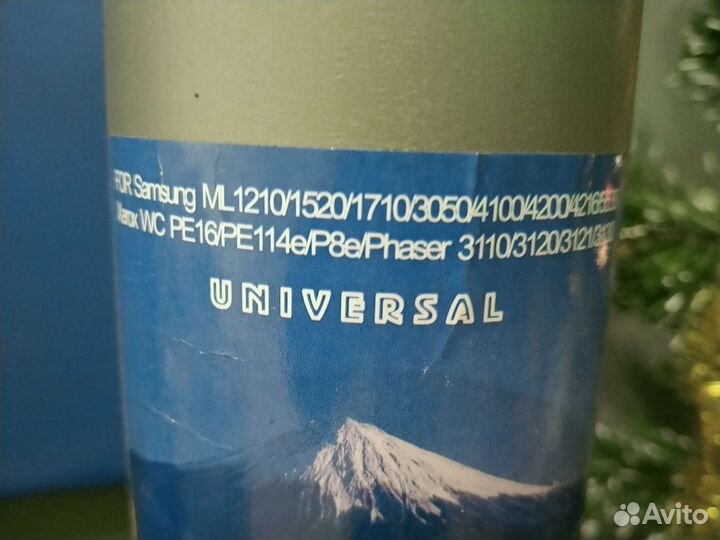 FOR Samsung ML1210/1520/1710/3050/4100/4200/4216
Xerox WC PE16/PE114e/P8e/Phaser 3110/3120/3121/
UNIVERSAL
Avito